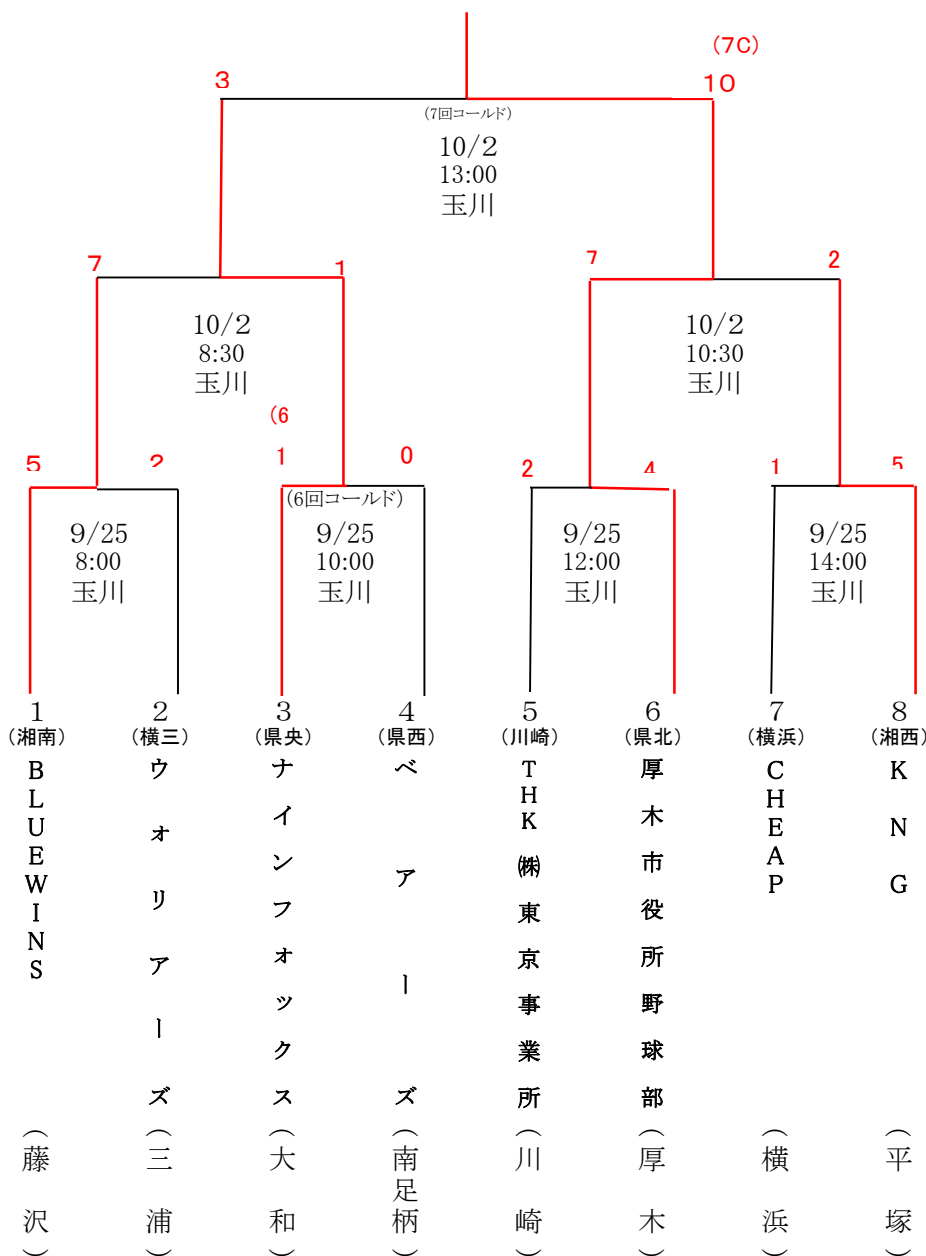 (7C)
3
10
(7回コールド)
10/2
13:00
玉川
7
1
7
2
10/2
8:30
玉川
10/2
10:30
玉川
(6
5
2
1
0
2
4
1
5
(6回コールド)
9/25
8:00
玉川
9/25
10:00
玉川
9/25
12:00
玉川
9/25
14:00
玉川
1
(湘南)
BLUEWINS
(藤沢)
2
(横三)
ウォリアーズ
(三浦)
3
(県央)
ナインフォックス
(大和)
4
(県西)
ベアーズ
(南足柄)
5
(川崎)
THK㈱東京事業所
(川崎)
6
(県北)
厚木市役所野球部
(厚木)
7
(横浜)
CHEAP
(横浜)
8
(湘西)
KNG
(平塚)